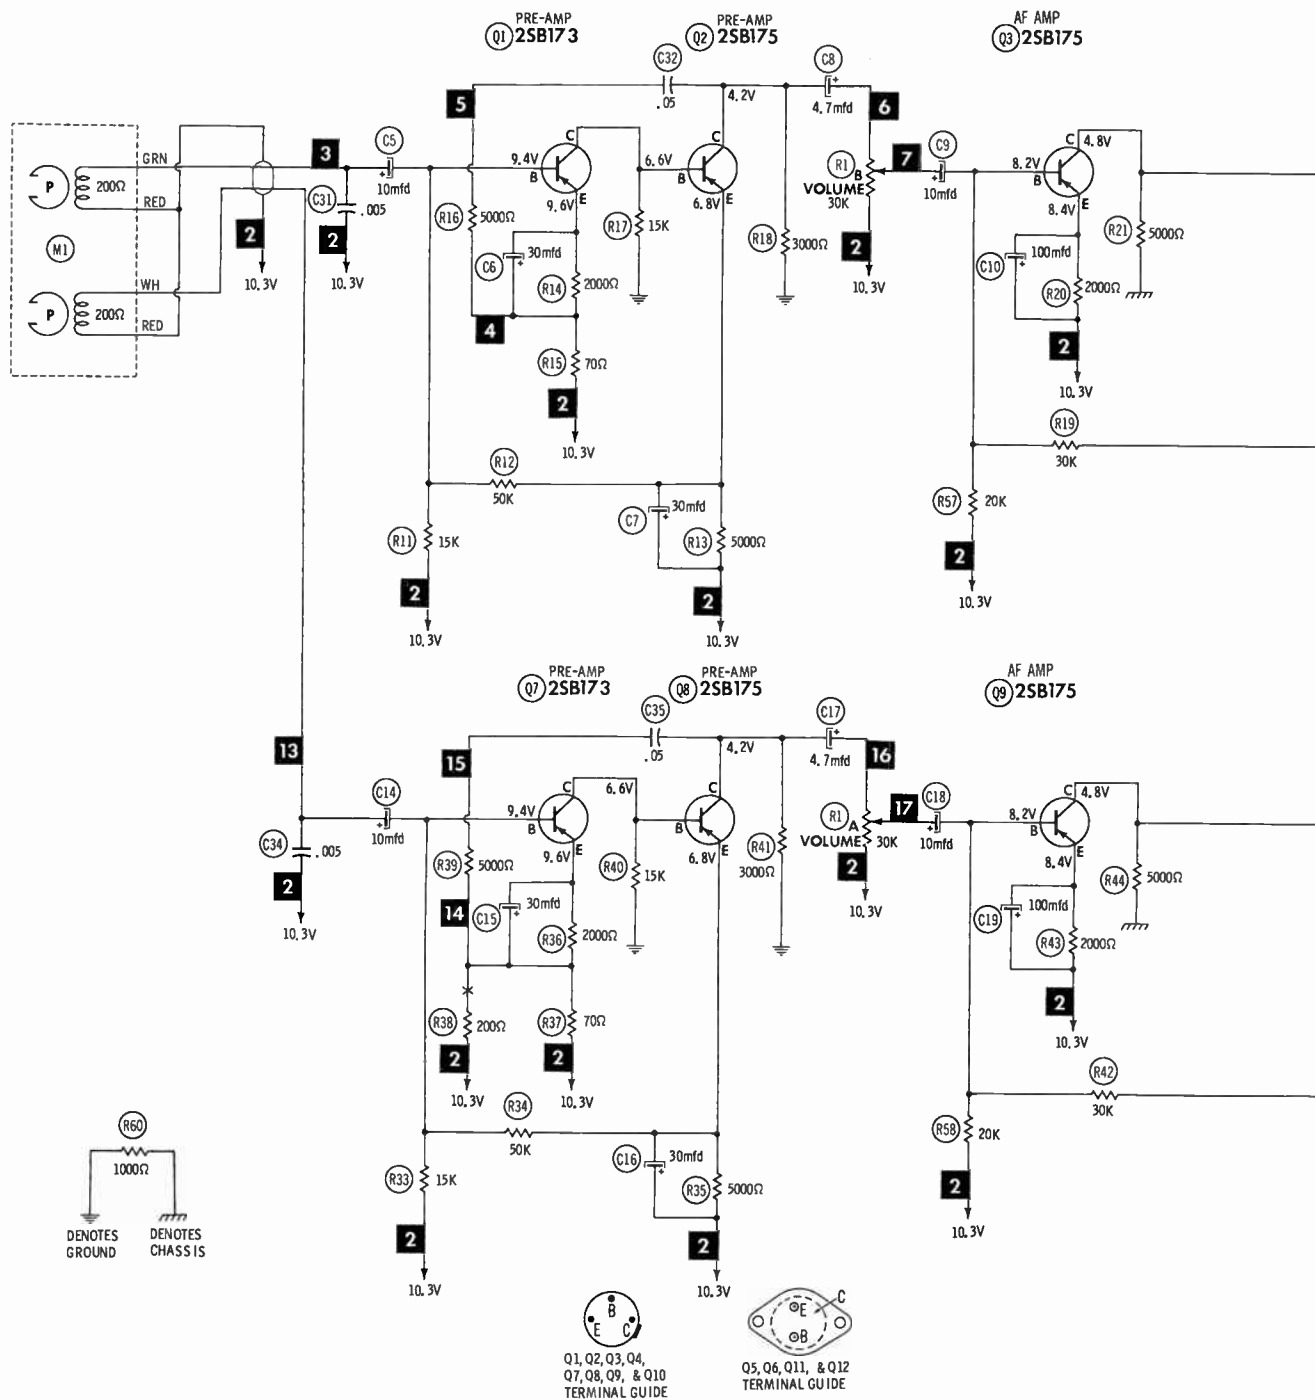 PRE-AMP
Q1 2SB173
PRE-AMP
Q2 2SB175
AF AMP
Q3 2SB175
C32
.05
4.2V
C8
4.7mfd
5
6
M1
P
200Ω
GRN
RED
P
200Ω
WH
RED
2
10.3V
3
C31
.005
2
10.3V
C5
10mfd
R16
5000Ω
9.4V
B
C
E
9.6V
C6
30mfd
R14
2000Ω
4
R15
70Ω
2
10.3V
R17
15K
6.6V
B
C
E
6.8V
R18
3000Ω
R1
B
VOLUME
30K
2
10.3V
7
C9
10mfd
8.2V
B
C
4.8V
E
8.4V
C10
100mfd
R20
2000Ω
2
10.3V
R21
5000Ω
R19
30K
R57
20K
2
10.3V
R12
50K
R11
15K
2
10.3V
C7
30mfd
R13
5000Ω
2
10.3V
PRE-AMP
Q7 2SB173
PRE-AMP
Q8 2SB175
AF AMP
Q9 2SB175
C35
.05
4.2V
C17
4.7mfd
13
15
16
C34
.005
2
10.3V
C14
10mfd
R39
5000Ω
9.4V
B
C
E
9.6V
6.6V
14
C15
30mfd
R36
2000Ω
R38
200Ω
2
10.3V
R37
70Ω
2
10.3V
R40
15K
B
C
E
6.8V
R41
3000Ω
R1
A
VOLUME
30K
2
10.3V
17
C18
10mfd
8.2V
B
C
4.8V
E
8.4V
C19
100mfd
R43
2000Ω
2
10.3V
R44
5000Ω
R42
30K
R58
20K
2
10.3V
R34
50K
R33
15K
2
10.3V
C16
30mfd
R35
5000Ω
2
10.3V
R60
1000Ω
DENOTES
GROUND
DENOTES
CHASSIS
B
E
C
Q1, Q2, Q3, Q4,
Q7, Q8, Q9, & Q10
TERMINAL GUIDE
C
E
B
Q5, Q6, Q11, & Q12
TERMINAL GUIDE